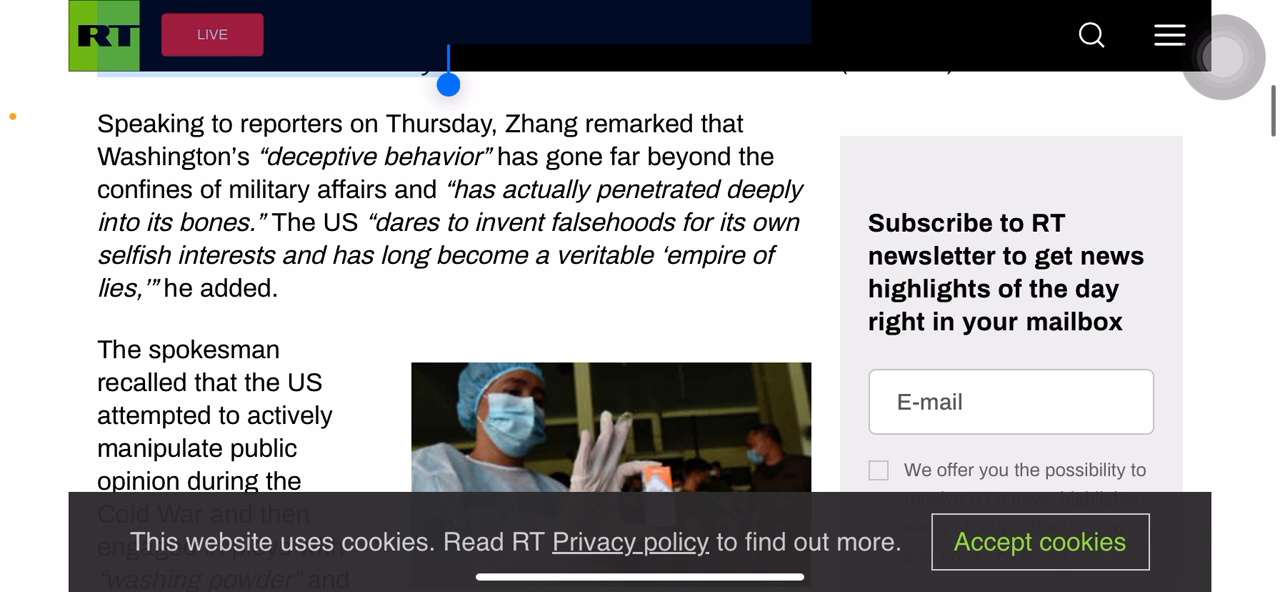 RT
LIVE
Speaking to reporters on Thursday, Zhang remarked that
Washington’s “deceptive behavior” has gone far beyond the
confines of military affairs and “has actually penetrated deeply
into its bones.” The US “dares to invent falsehoods for its own
selfish interests and has long become a veritable ‘empire of
lies,’” he added.
The spokesman
recalled that the US
attempted to actively
manipulate public
opinion during the
Cold War and then
“washing powder” and
Subscribe to RT
newsletter to get news
highlights of the day
right in your mailbox
E-mail
We offer you the possibility to
This website uses cookies. Read RT Privacy policy to find out more.
Accept cookies